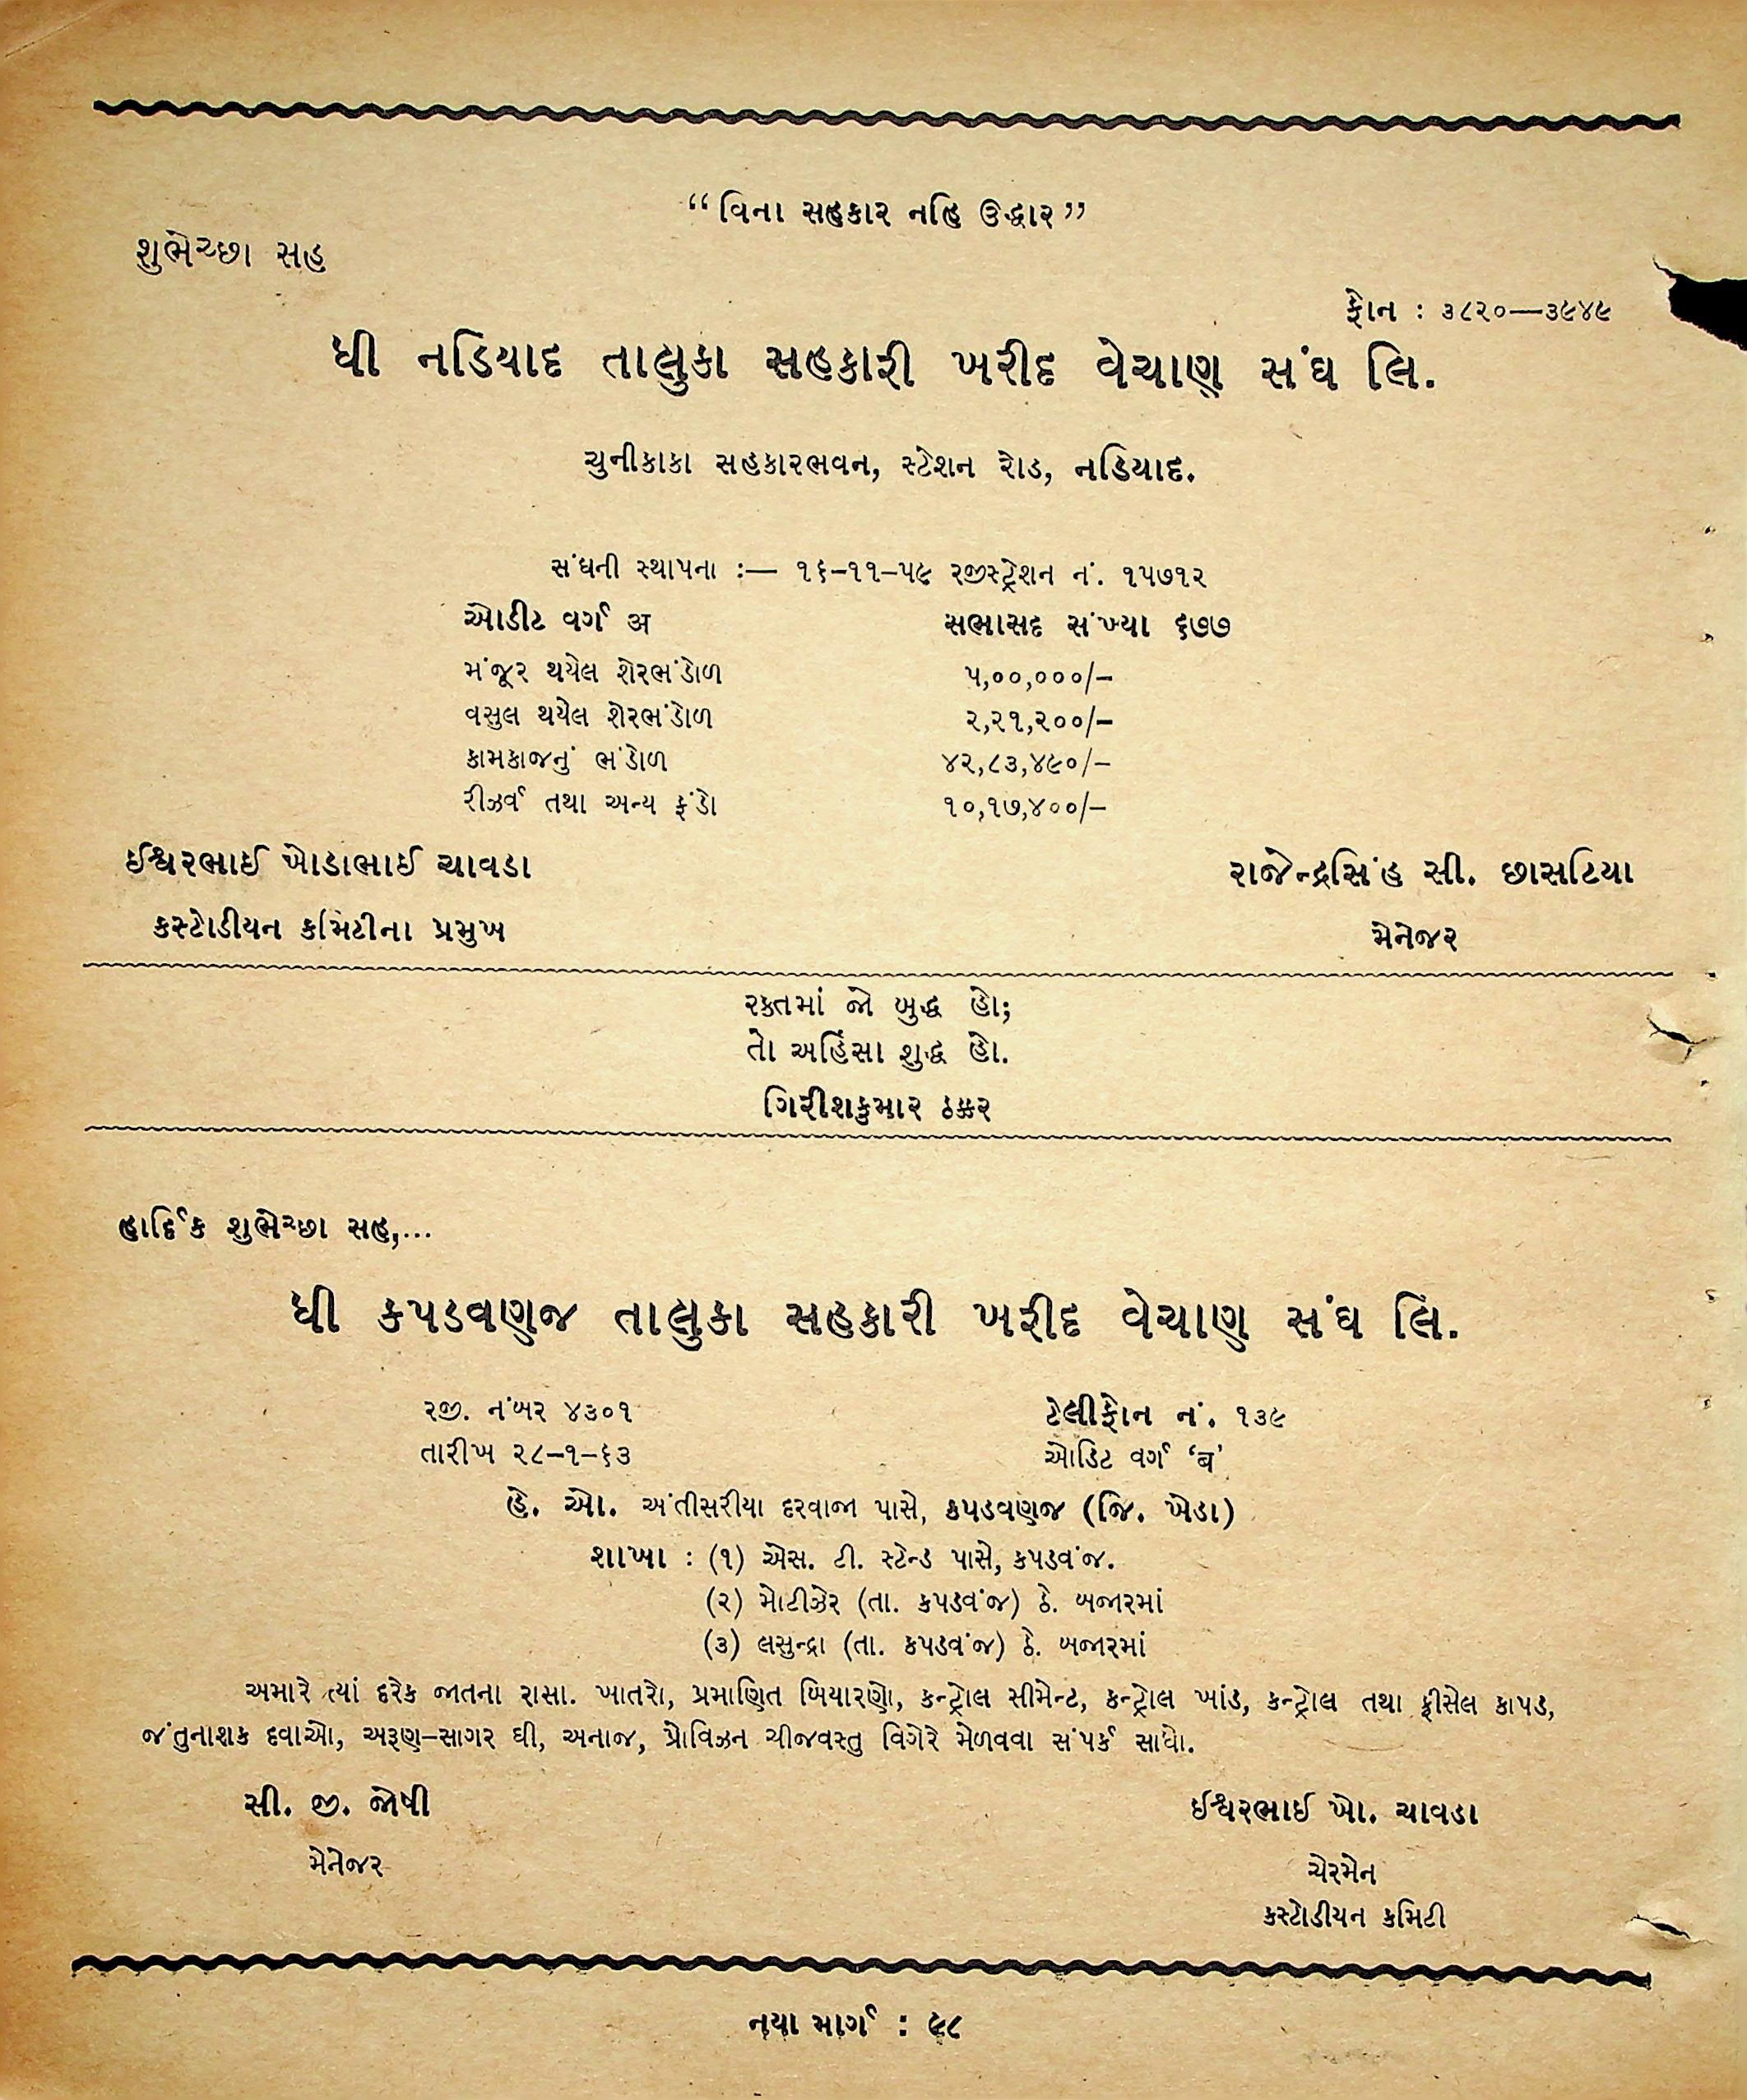 “વિના સહકાર નહિ ઉદ્ધાર”
શુભેચ્છા સહ
ફોન : ૩૮૨૦—૩૯૪૯
ધી નડિયાદ તાલુકા સહકારી ખરીદ વેચાણ સંઘ લિ.
ચુનીકાકા સહકારભવન, સ્ટેશન રોડ, નડિયાદ.
સંઘની સ્થાપના :— ૧૬-૧૧-૫૯ રજીસ્ટ્રેશન નં. ૧૫૭૧૨
ઓડીટ વર્ગ अ સભાસદ સંખ્યા ૬૭૭
મંજૂર થયેલ શેરભંડોળ ૫,૦૦,૦૦૦/-
વસુલ થયેલ શેરભંડોળ ૨,૨૧,૨૦૦/-
કામકાજનું ભંડોળ ૪૨,૮૩,૪૯૦/-
રીઝર્વ તથા અન્ય ફંડો ૧૦,૧૭,૪૦૦/-
ઈશ્વરભાઈ ખોડાભાઈ ચાવડા રાજેન્દ્રસિંહ સી. છાસટિયા
કસ્ટોડીયન કમિટીના પ્રમુખ મેનેજર
રક્તમાં જો બુદ્ધ હો;
તો અહિંસા શુદ્ધ હો.
ગિરીશકુમાર ઠક્કર
હાર્દિક શુભેચ્છા સહ,...
ધી કપડવણજ તાલુકા સહકારી ખરીદ વેચાણ સંઘ લિ.
રજી. નંબર ૪૩૦૧ ટેલીફોન નં. ૧૩૯
તારીખ ૨૮-૧-૬૩ ઓડિટ વર્ગ ‘ब’
હે. ઓ. અંતીસરીયા દરવાજા પાસે, કપડવણજ (જિ. ખેડા)
શાખા : (૧) એસ. ટી. સ્ટેન્ડ પાસે, કપડવંજ.
(૨) મોટીઝેર (તા. કપડવંજ) ઠે. બજારમાં
(૩) લસુન્દ્રા (તા. કપડવંજ) ઠે. બજારમાં
અમારે ત્યાં દરેક જાતના રાસા. ખાતરો, પ્રમાણિત બિયારણો, કન્ટ્રોલ સીમેન્ટ, કન્ટ્રોલ ખાંડ, કન્ટ્રોલ તથા ફ્રીસેલ કાપડ,
જંતુનાશક દવાઓ, અરૂણ-સાગર ઘી, અનાજ, પ્રોવિઝન ચીજવસ્તુ વિગેરે મેળવવા સંપર્ક સાધો.
સી. જી. જોષી ઈશ્વરભાઈ ખો. ચાવડા
મેનેજર ચેરમેન
કસ્ટોડીયન કમિટી
નયા માર્ગ : ૯૮